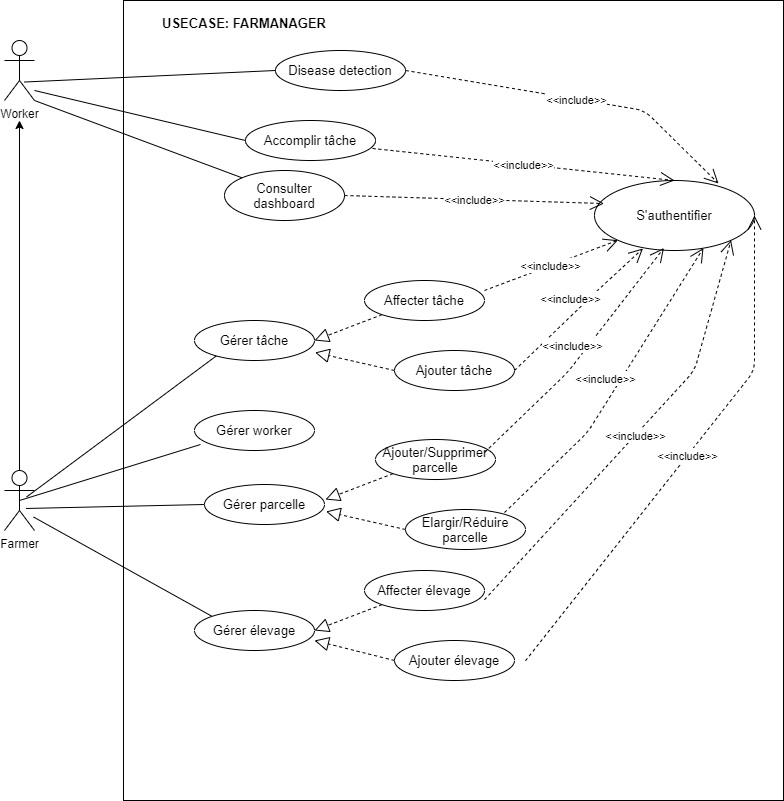 USECASE: FARMANAGER
Worker
Disease detection
<<include>>
Accomplir tâche
<<include>>
Consulter
dashboard
<<include>>
S'authentifier
Affecter tâche
<<include>>
Gérer tâche
<<include>>
Ajouter tâche
<<include>>
<<include>>
Gérer worker
Ajouter/Supprimer
parcelle
<<include>>
<<include>>
Gérer parcelle
Elargir/Réduire
parcelle
Farmer
Affecter élevage
Gérer élevage
Ajouter élevage